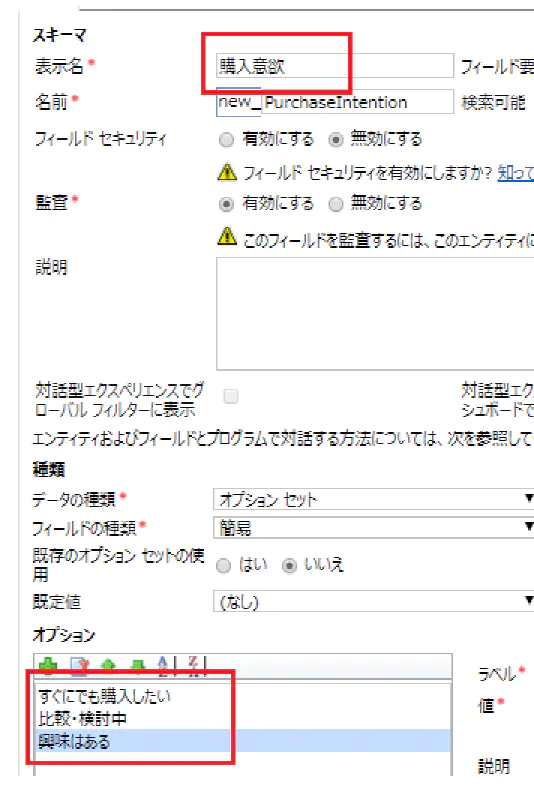 スキーマ
表示名* 購入意欲 フィールド要
名前* new_ PurchaseIntention 検索可能
フィールド セキュリティ 有効にする 無効にする
フィールド セキュリティを有効にしますか? 知って
監査* 有効にする 無効にする
このフィールドを監査するには、このエンティティに
説明
対話型エクスペリエンスでグ 対話型エク
ローバル フィルターに表示 シュボードで
エンティティおよびフィールドとプログラムで対話する方法については、次を参照して
種類
データの種類* オプション セット
フィールドの種類* 簡易
既存のオプション セットの使 はい いいえ
用
既定値 (なし)
オプション
すぐにでも購入したい ラベル*
比較・検討中 値*
興味はある
説明